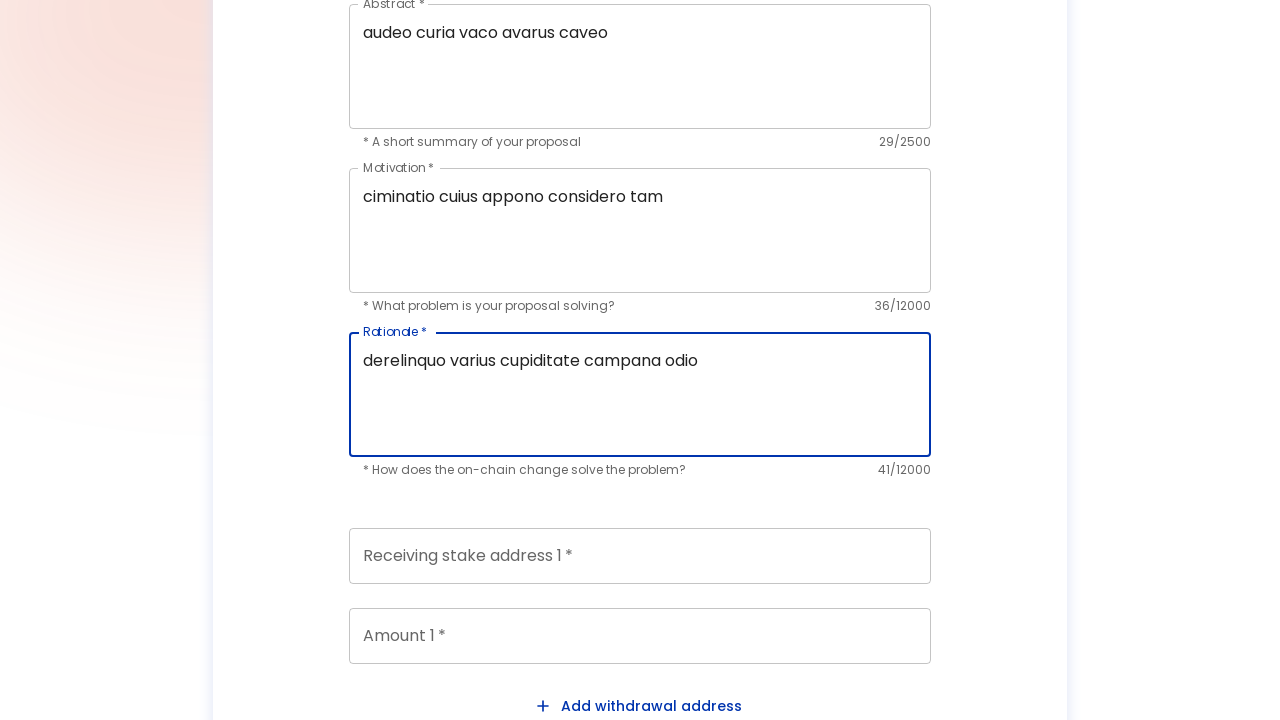 Abstract *
audeo curia vaco avarus caveo
* A short summary of your proposal 29/2500
Motivation *
ciminatio cuius appono considero tam
* What problem is your proposal solving? 36/12000
Rationale *
derelinquo varius cupiditate campana odio
* How does the on-chain change solve the problem? 41/12000
Receiving stake address 1 *
Amount 1 *
+ Add withdrawal address